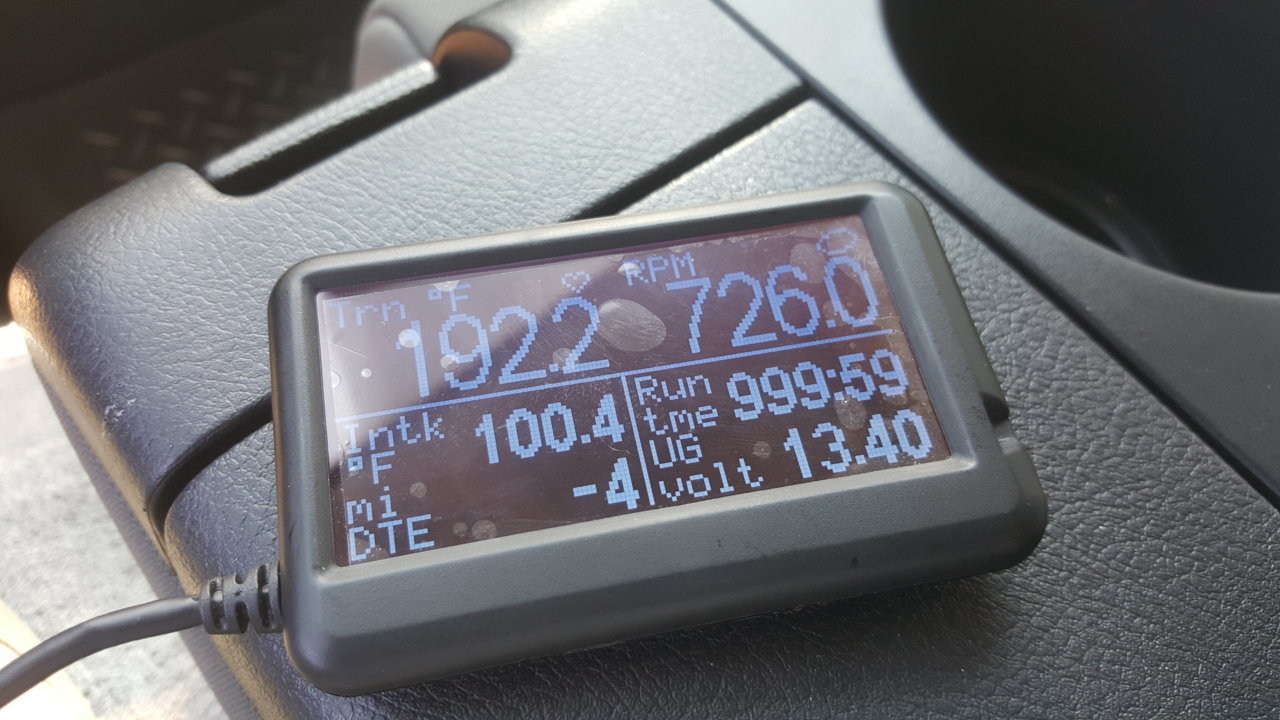 Trn °F 192.2
RPM 726.0
Intk °F 100.4
mi DTE -4
Run tme 999:59
UG volt 13.40